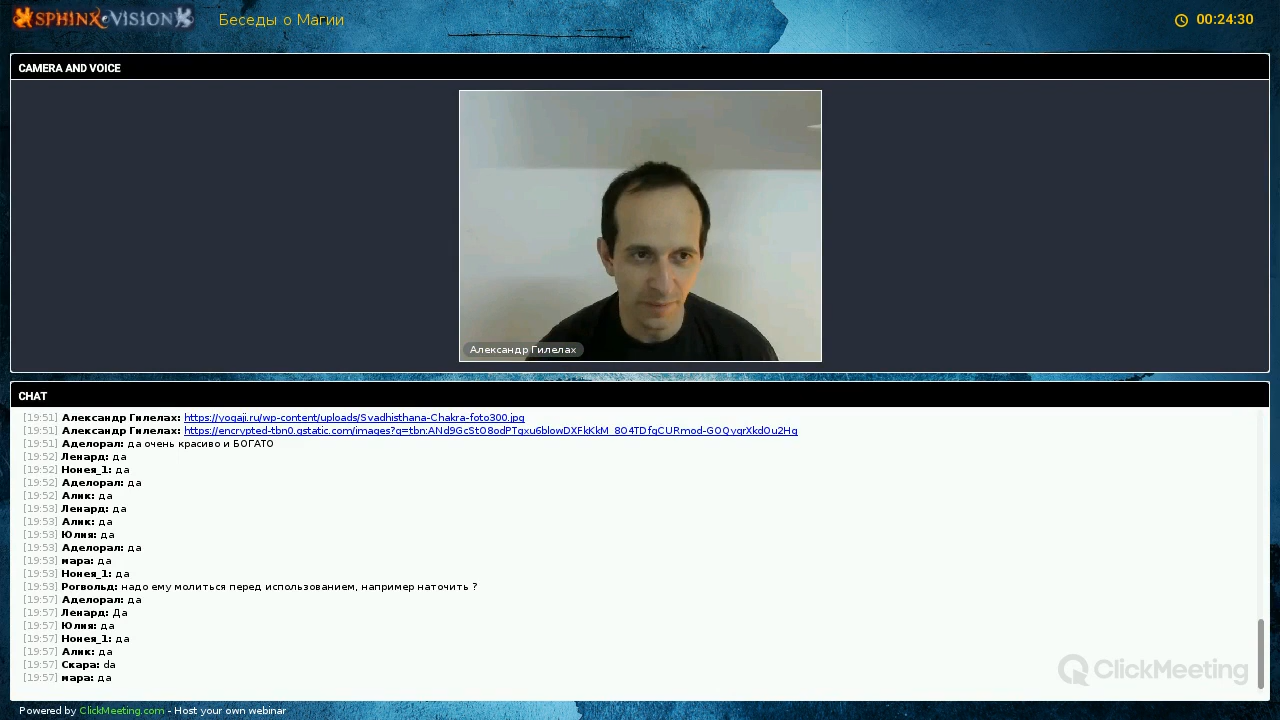 SPHINX VISION
Беседы о Магии
00:24:30
CAMERA AND VOICE
Александр Гилелах
CHAT
[19:51] Александр Гилелах: https://yogaji.ru/wp-content/uploads/Svadhisthana-Chakra-foto300.jpg
[19:51] Александр Гилелах: https://encrypted-tbn0.gstatic.com/images?q=tbn:ANd9GcStO8odPTgxu6blowDXFkKkM_8O4TDfgCURmod-GOQyqrXkdOu2Hg
[19:51] Аделорал: да очень красиво и БОГАТО
[19:52] Ленард: да
[19:52] Нонея_1: да
[19:52] Аделорал: да
[19:52] Алик: да
[19:53] Ленард: да
[19:53] Алик: да
[19:53] Юлия: да
[19:53] Аделорал: да
[19:53] мара: да
[19:53] Нонея_1: да
[19:53] Рогвольд: надо ему молиться перед использованием, например наточить ?
[19:57] Аделорал: да
[19:57] Ленард: Да
[19:57] Юлия: да
[19:57] Нонея_1: да
[19:57] Алик: да
[19:57] Скара: da
[19:57] мара: да
ClickMeeting
Powered by ClickMeeting.com - Host your own webinar